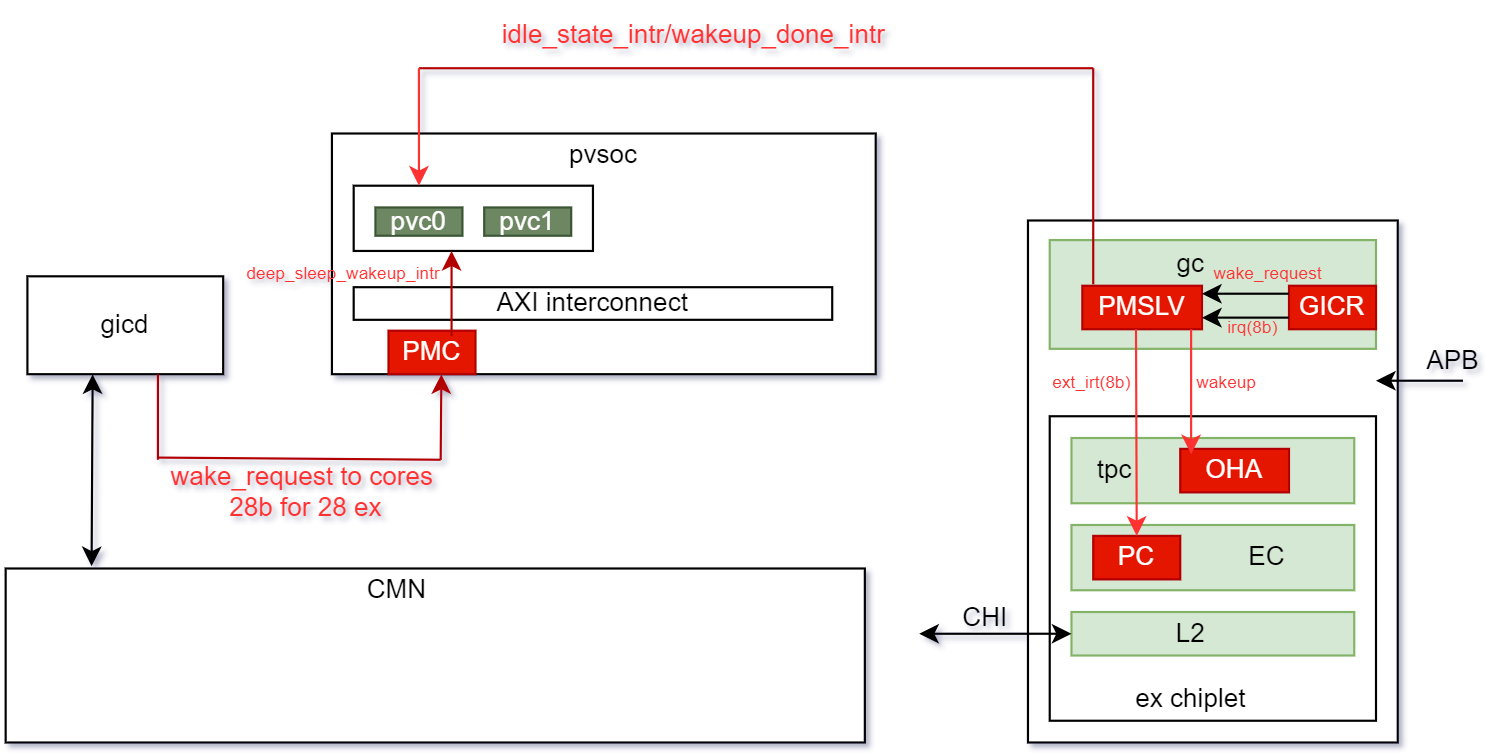 idle_state_intr/wakeup_done_intr
pvsoc
pvc0
pvc1
deep_sleep_wakeup_intr
AXI interconnect
PMC
gicd
wake_request to cores
28b for 28 ex
CMN
gc
wake_request
PMSLV
GICR
irq(8b)
APB
ext_irt(8b)
wakeup
tpc
OHA
PC
EC
CHI
L2
ex chiplet